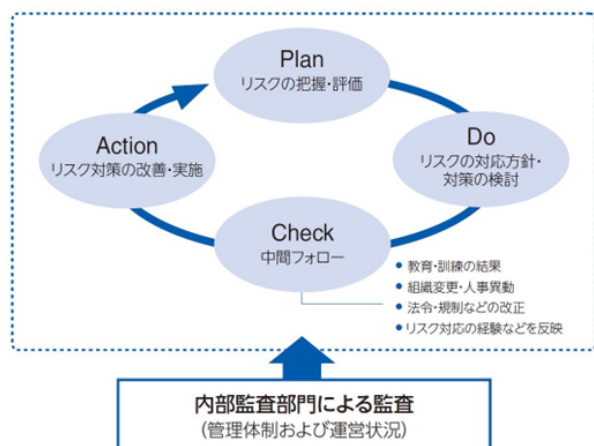 Plan
リスクの把握・評価
Action
リスク対策の改善・実施
Do
リスクの対応方針・
対策の検討
Check
中間フォロー
● 教育・訓練の結果
● 組織変更・人事異動
● 法令・規制などの改正
● リスク対応の経験などを反映
内部監査部門による監査
(管理体制および運営状況)